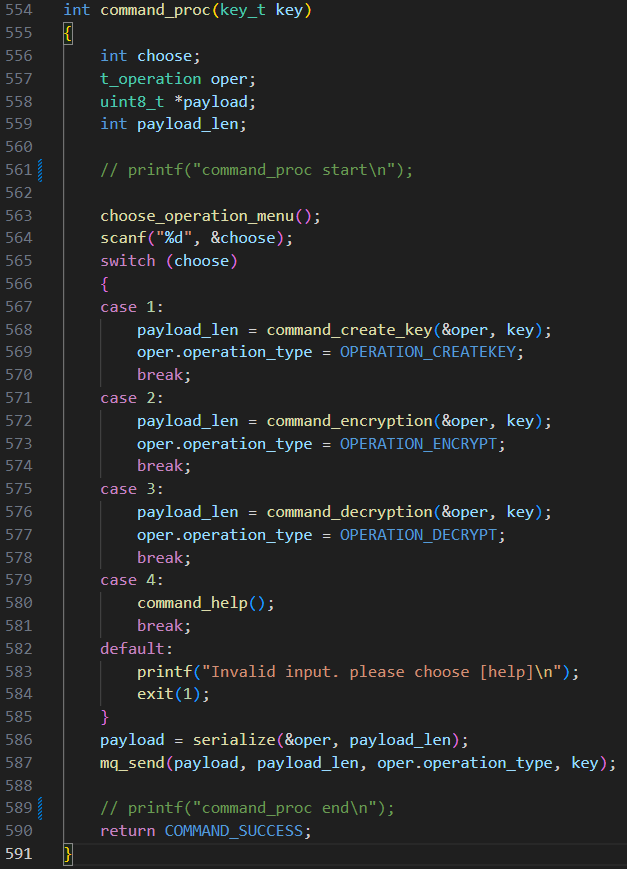 554 int command_proc(key_t key)
555 {
556     int choose;
557     t_operation oper;
558     uint8_t *payload;
559     int payload_len;
560
561     // printf("command_proc start\n");
562
563     choose_operation_menu();
564     scanf("%d", &choose);
565     switch (choose)
566     {
567     case 1:
568         payload_len = command_create_key(&oper, key);
569         oper.operation_type = OPERATION_CREATEKEY;
570         break;
571     case 2:
572         payload_len = command_encryption(&oper, key);
573         oper.operation_type = OPERATION_ENCRYPT;
574         break;
575     case 3:
576         payload_len = command_decryption(&oper, key);
577         oper.operation_type = OPERATION_DECRYPT;
578         break;
579     case 4:
580         command_help();
581         break;
582     default:
583         printf("Invalid input. please choose [help]\n");
584         exit(1);
585     }
586     payload = serialize(&oper, payload_len);
587     mq_send(payload, payload_len, oper.operation_type, key);
588
589     // printf("command_proc end\n");
590     return COMMAND_SUCCESS;
591 }